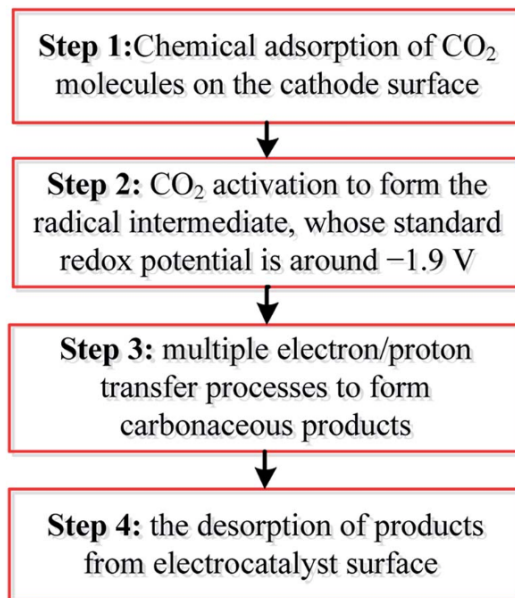 Step 1:Chemical adsorption of CO₂
molecules on the cathode surface
Step 2: CO₂ activation to form the
radical intermediate, whose standard
redox potential is around −1.9 V
Step 3: multiple electron/proton
transfer processes to form
carbonaceous products
Step 4: the desorption of products
from electrocatalyst surface